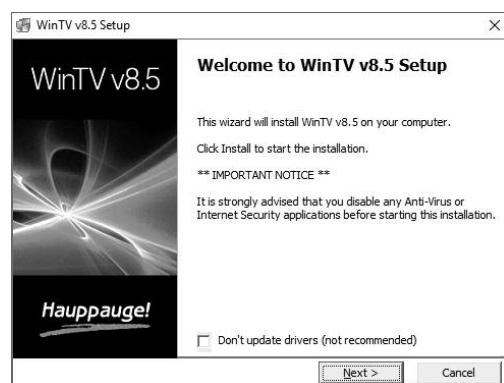 WinTV v8.5 Setup
WinTV v8.5
Welcome to WinTV v8.5 Setup
This wizard will install WinTV v8.5 on your computer.
Click Install to start the installation.
** IMPORTANT NOTICE **
It is strongly advised that you disable any Anti-Virus or
Internet Security applications before starting this installation.
Hauppauge!
Don't update drivers (not recommended)
Next >
Cancel